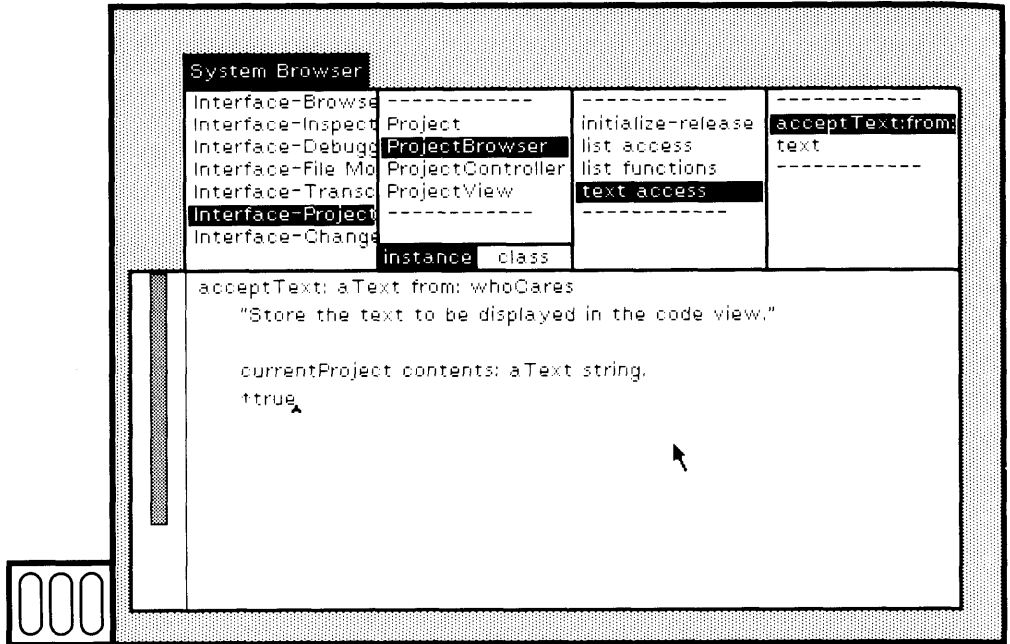 System Browser
Interface-Browse
Interface-Inspect
Interface-Debugg
Interface-File Mo
Interface-Transc
Interface-Project
Interface-Change
------------
Project
ProjectBrowser
ProjectController
ProjectView
------------
instance class
------------
initialize-release
list access
list functions
text access
------------
------------
acceptText:from:
text
------------
acceptText: aText from: whoCares
"Store the text to be displayed in the code view."
currentProject contents: aText string.
↑true